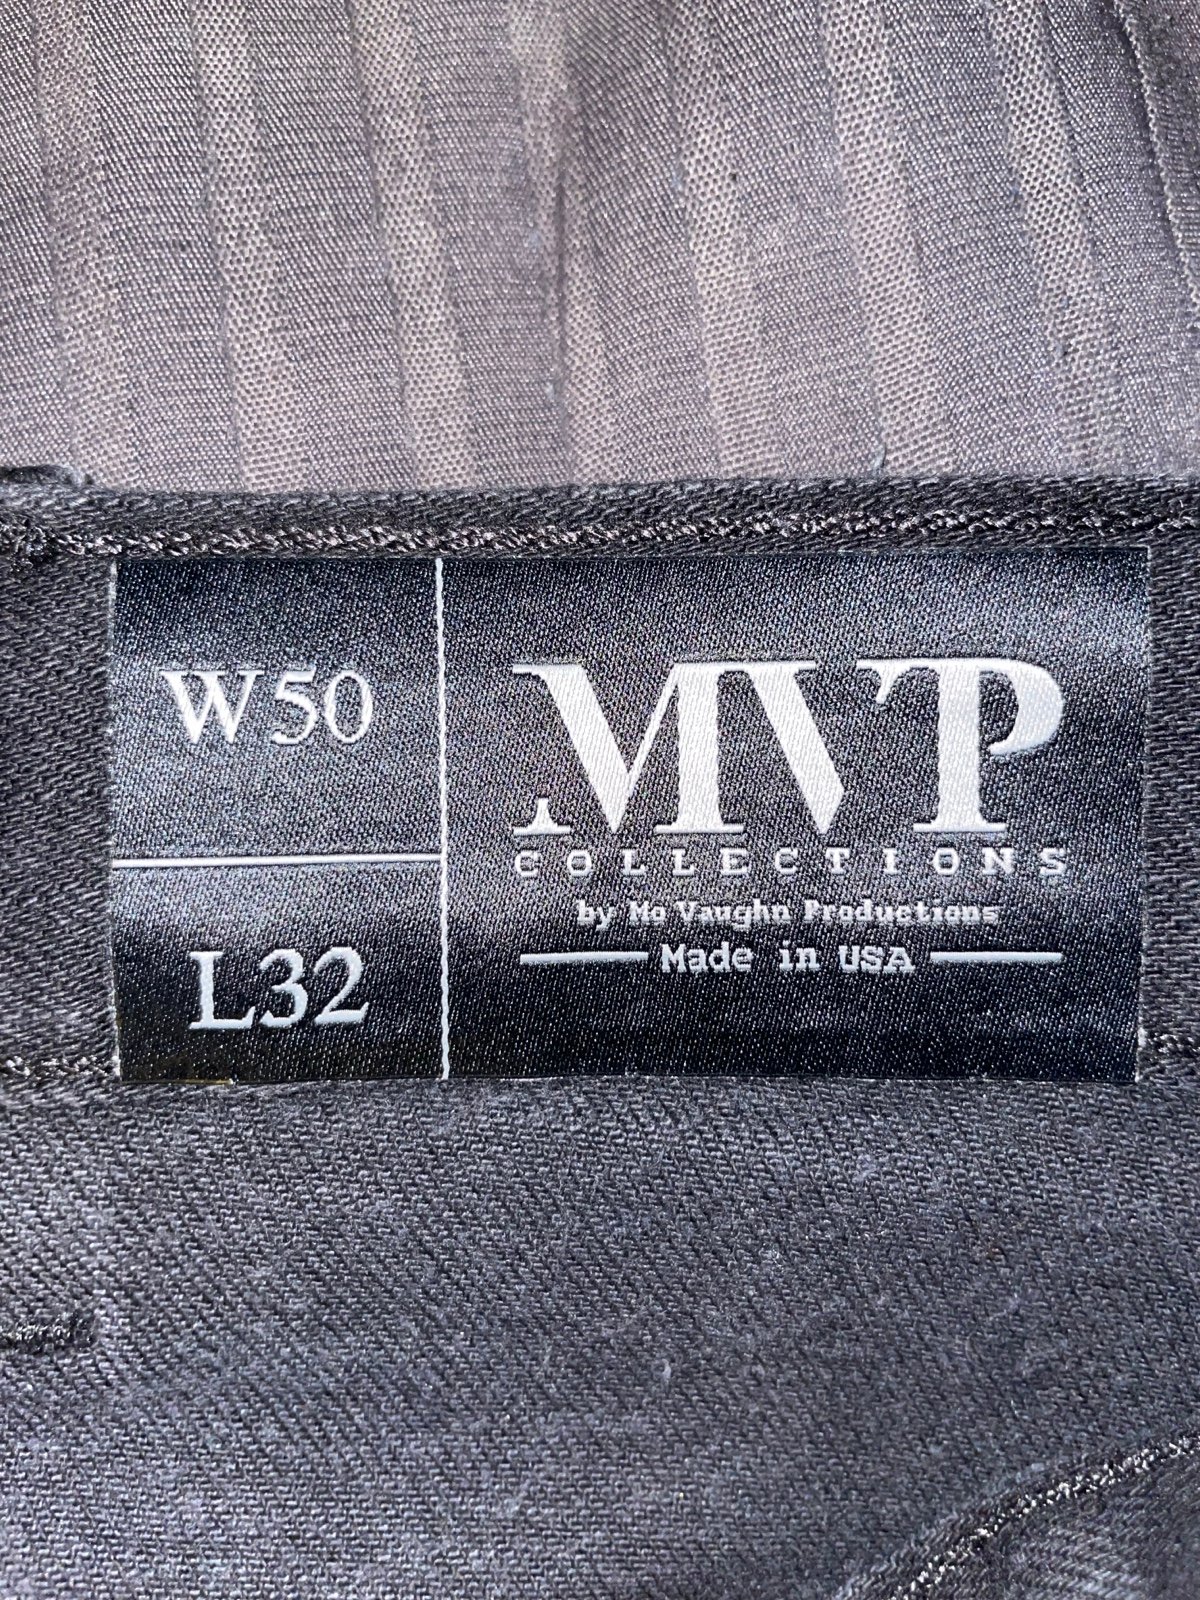 W50
L32
MVP
COLLECTIONS
by Mo Vaughn Productions
Made in USA